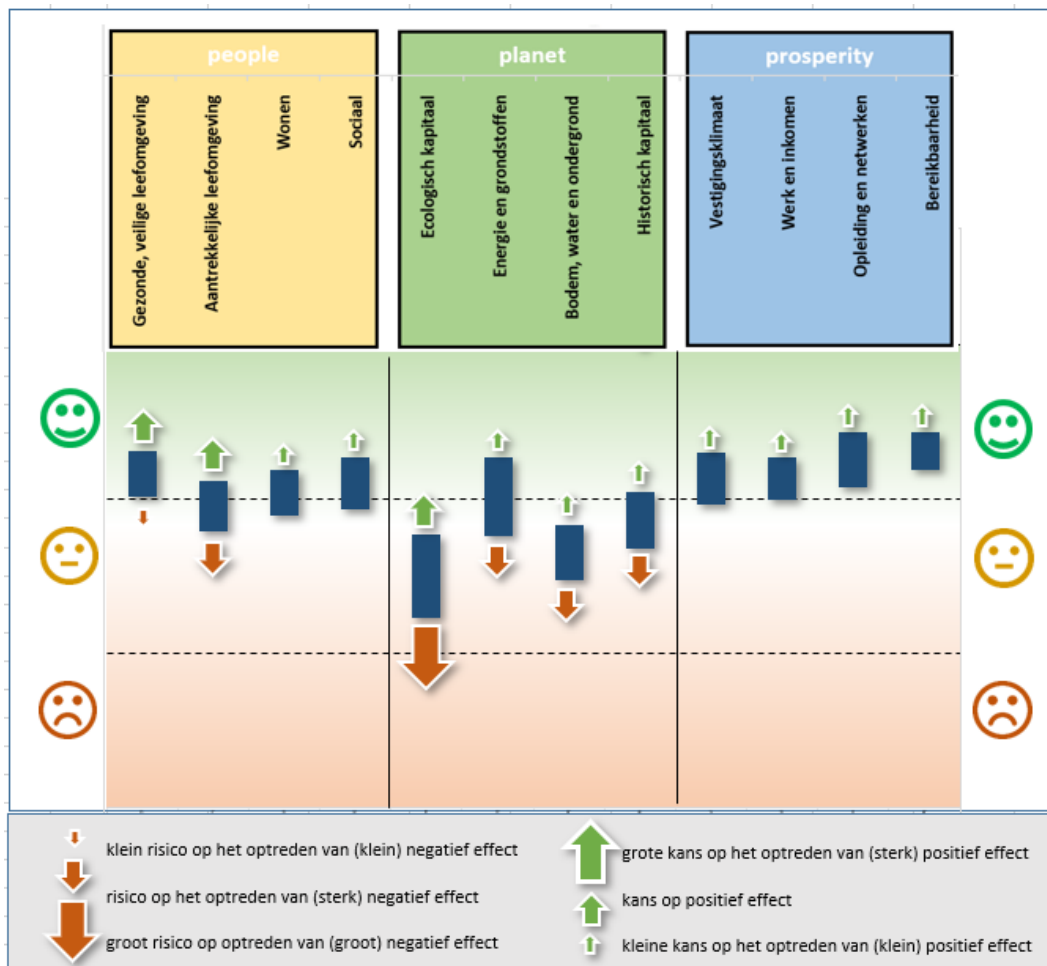 people
planet
prosperity
Gezonde, veilige leefomgeving
Aantrekkelijke leefomgeving
Wonen
Sociaal
Ecologisch kapitaal
Energie en grondstoffen
Bodem, water en ondergrond
Historisch kapitaal
Vestigingsklimaat
Werk en inkomen
Opleiding en netwerken
Bereikbaarheid
klein risico op het optreden van (klein) negatief effect
risico op het optreden van (sterk) negatief effect
groot risico op optreden van (groot) negatief effect
grote kans op het optreden van (sterk) positief effect
kans op positief effect
kleine kans op het optreden van (klein) positief effect